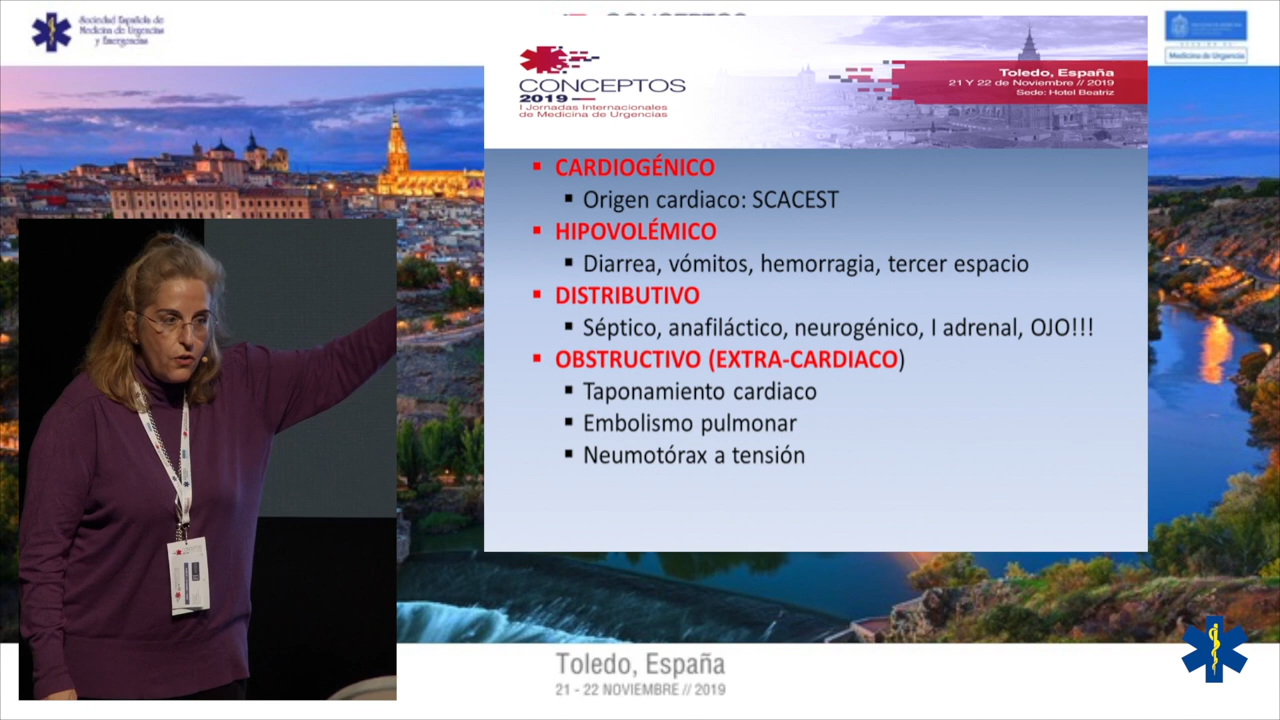 Sociedad Española de
Medicina de Urgencias
y Emergencias
CONCEPTOS
Medicina de Urgencia
CONCEPTOS
2019
I Jornadas Internacionales
de Medicina de Urgencias
Toledo, España
21 Y 22 de Noviembre // 2019
Sede: Hotel Beatriz
CARDIOGÉNICO
Origen cardiaco: SCACEST
HIPOVOLÉMICO
Diarrea, vómitos, hemorragia, tercer espacio
DISTRIBUTIVO
Séptico, anafiláctico, neurogénico, I adrenal, OJO!!!
OBSTRUCTIVO (EXTRA-CARDIACO)
Taponamiento cardiaco
Embolismo pulmonar
Neumotórax a tensión
Toledo, España
21 - 22 NOVIEMBRE // 2019